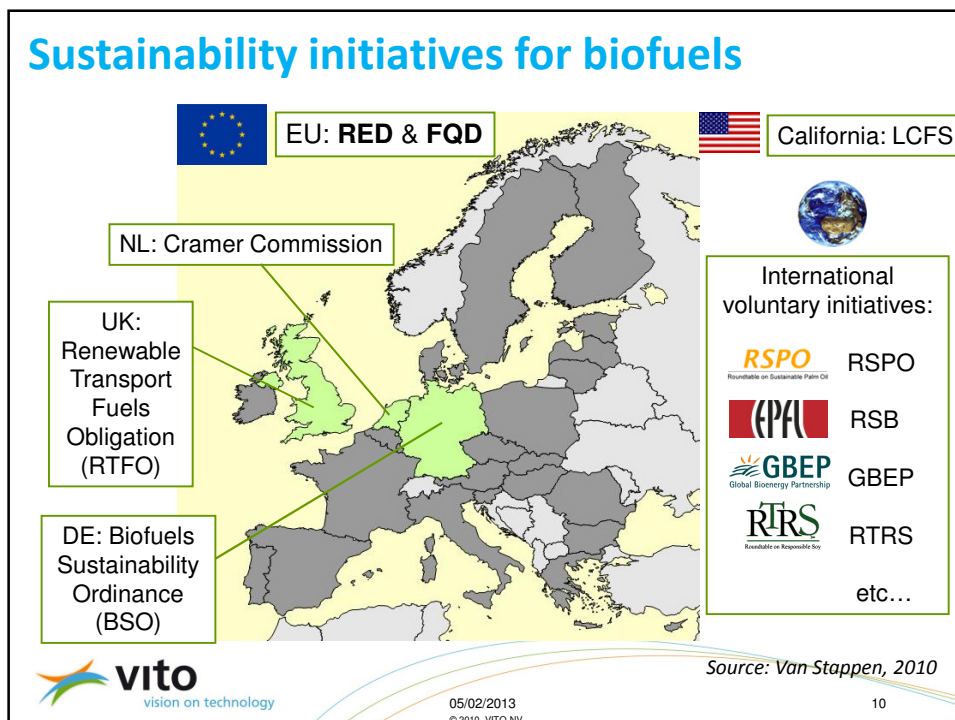 Sustainability initiatives for biofuels
EU: RED & FQD
California: LCFS
NL: Cramer Commission
UK:
Renewable
Transport
Fuels
Obligation
(RTFO)
DE: Biofuels
Sustainability
Ordinance
(BSO)
International
voluntary initiatives:
RSPO
Roundtable on Sustainable Palm Oil
RSPO
EPFL
RSB
GBEP
Global Bioenergy Partnership
GBEP
RTRS
Roundtable on Responsible Soy
RTRS
etc…
Source: Van Stappen, 2010
vito
vision on technology
05/02/2013
10
© 2010, VITO NV